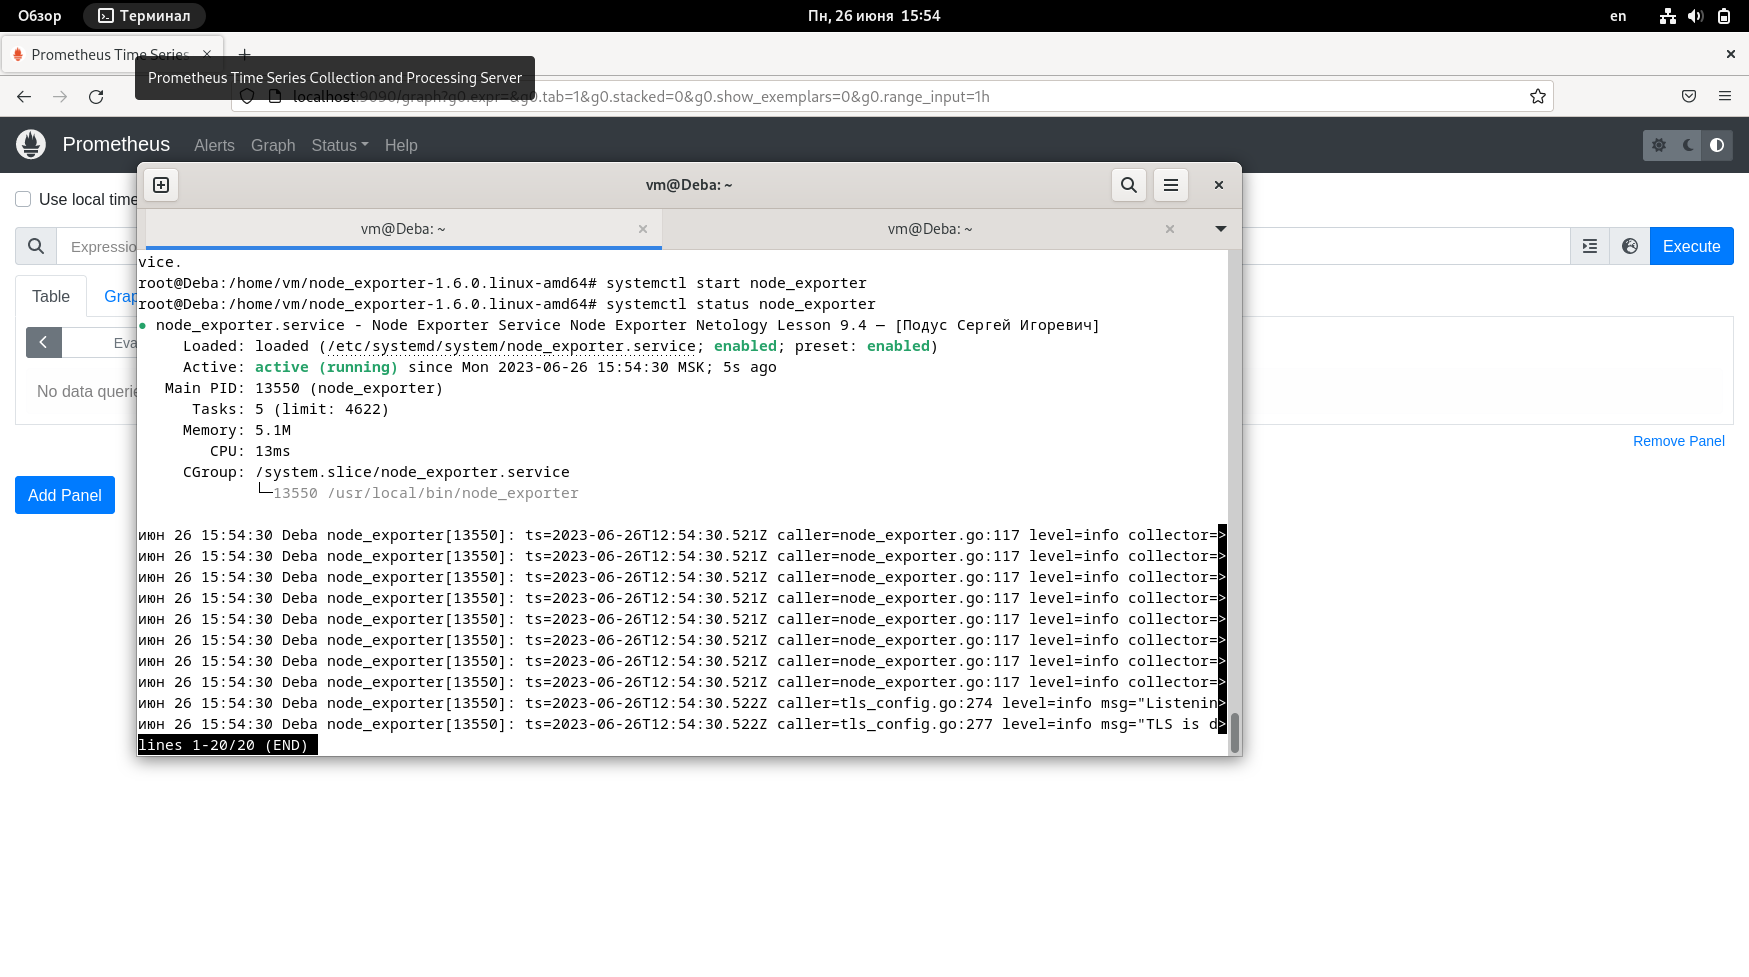 Обзор
Терминал
Пн, 26 июня 15:54
en
Prometheus Time Series
Prometheus Time Series Collection and Processing Server
localhost:9090/graph?g0.expr=&g0.tab=1&g0.stacked=0&g0.show_exemplars=0&g0.range_input=1h
Prometheus
Alerts
Graph
Status
Help
Use local time
Expressio
Execute
Table
Grap
Eva
No data querie
Remove Panel
Add Panel
vm@Deba: ~
vm@Deba: ~
vm@Deba: ~
vice.
root@Deba:/home/vm/node_exporter-1.6.0.linux-amd64# systemctl start node_exporter
root@Deba:/home/vm/node_exporter-1.6.0.linux-amd64# systemctl status node_exporter
● node_exporter.service - Node Exporter Service Node Exporter Netology Lesson 9.4 — [Подус Сергей Игоревич]
Loaded: loaded (/etc/systemd/system/node_exporter.service; enabled; preset: enabled)
Active: active (running) since Mon 2023-06-26 15:54:30 MSK; 5s ago
Main PID: 13550 (node_exporter)
Tasks: 5 (limit: 4622)
Memory: 5.1M
CPU: 13ms
CGroup: /system.slice/node_exporter.service
└─13550 /usr/local/bin/node_exporter
июн 26 15:54:30 Deba node_exporter[13550]: ts=2023-06-26T12:54:30.521Z caller=node_exporter.go:117 level=info collector=>
июн 26 15:54:30 Deba node_exporter[13550]: ts=2023-06-26T12:54:30.521Z caller=node_exporter.go:117 level=info collector=>
июн 26 15:54:30 Deba node_exporter[13550]: ts=2023-06-26T12:54:30.521Z caller=node_exporter.go:117 level=info collector=>
июн 26 15:54:30 Deba node_exporter[13550]: ts=2023-06-26T12:54:30.521Z caller=node_exporter.go:117 level=info collector=>
июн 26 15:54:30 Deba node_exporter[13550]: ts=2023-06-26T12:54:30.521Z caller=node_exporter.go:117 level=info collector=>
июн 26 15:54:30 Deba node_exporter[13550]: ts=2023-06-26T12:54:30.521Z caller=node_exporter.go:117 level=info collector=>
июн 26 15:54:30 Deba node_exporter[13550]: ts=2023-06-26T12:54:30.521Z caller=node_exporter.go:117 level=info collector=>
июн 26 15:54:30 Deba node_exporter[13550]: ts=2023-06-26T12:54:30.521Z caller=node_exporter.go:117 level=info collector=>
июн 26 15:54:30 Deba node_exporter[13550]: ts=2023-06-26T12:54:30.522Z caller=tls_config.go:274 level=info msg="Listenin>
июн 26 15:54:30 Deba node_exporter[13550]: ts=2023-06-26T12:54:30.522Z caller=tls_config.go:277 level=info msg="TLS is d>
lines 1-20/20 (END)